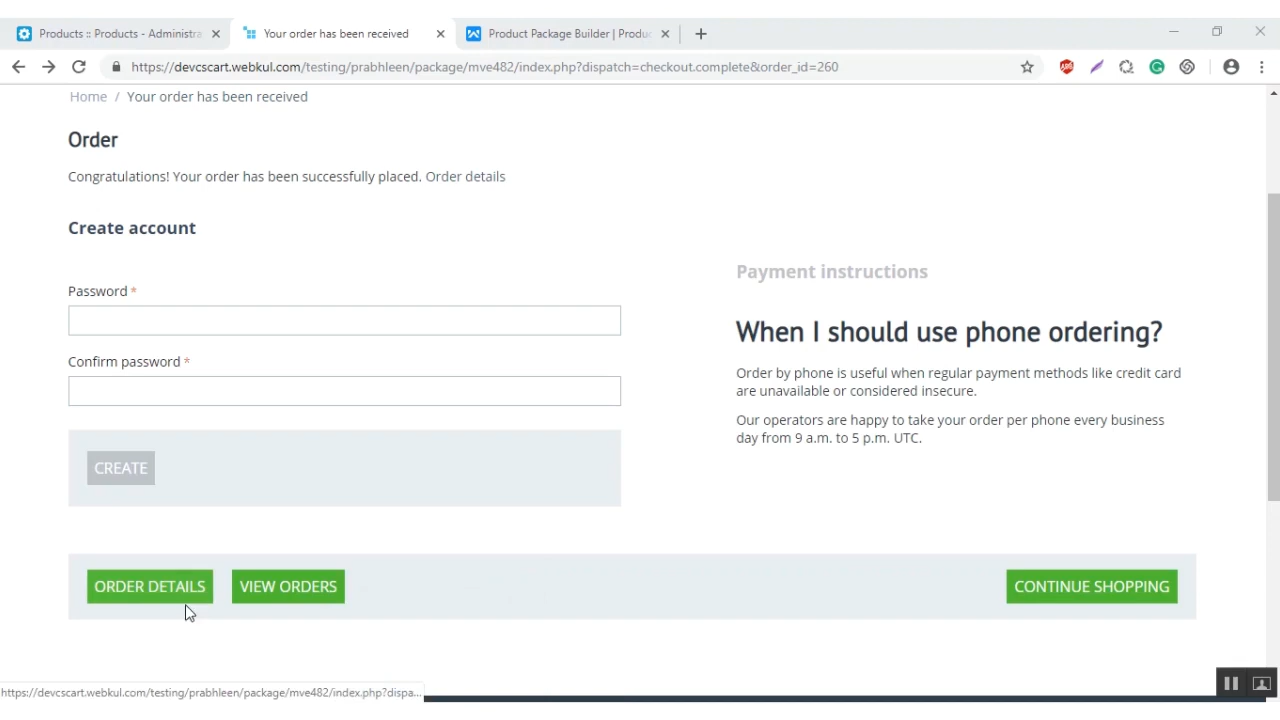 Products :: Products - Administra
Your order has been received
Product Package Builder | Produc
https://devcscart.webkul.com/testing/prabhleen/package/mve482/index.php?dispatch=checkout.complete&order_id=260
Home / Your order has been received
Order
Congratulations! Your order has been successfully placed. Order details
Create account
Password *
Confirm password *
CREATE
Payment instructions
When I should use phone ordering?
Order by phone is useful when regular payment methods like credit card
are unavailable or considered insecure.
Our operators are happy to take your order per phone every business
day from 9 a.m. to 5 p.m. UTC.
ORDER DETAILS
VIEW ORDERS
CONTINUE SHOPPING
https://devcscart.webkul.com/testing/prabhleen/package/mve482/index.php?dispa...